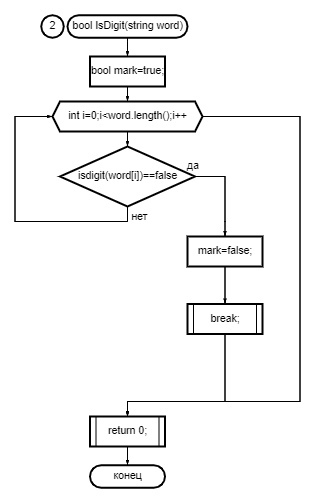 2
bool IsDigit(string word)
bool mark=true;
int i=0;i<word.length();i++
isdigit(word[i])==false
да
нет
mark=false;
break;
return 0;
конец